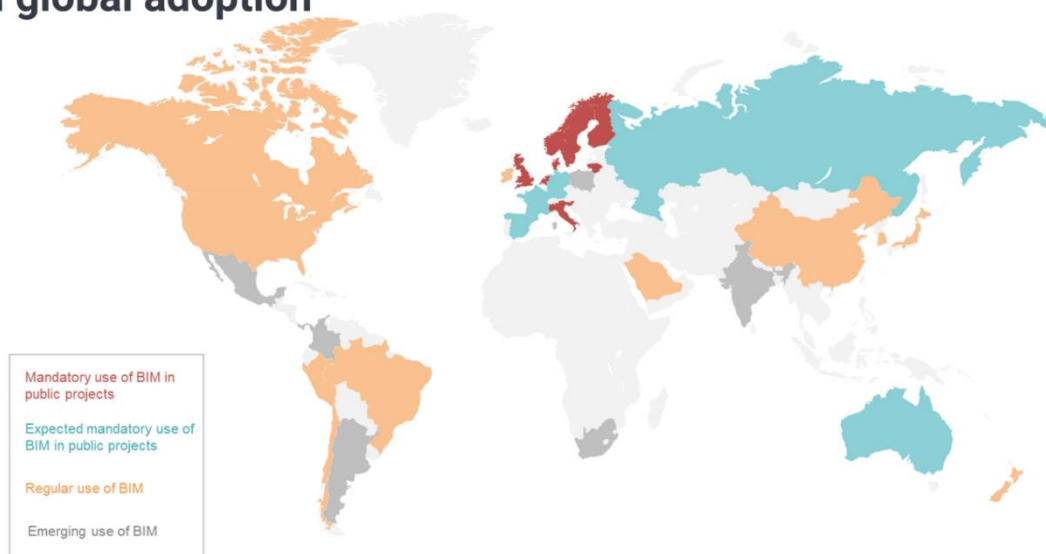 global adoption
Mandatory use of BIM in
public projects
Expected mandatory use of
BIM in public projects
Regular use of BIM
Emerging use of BIM